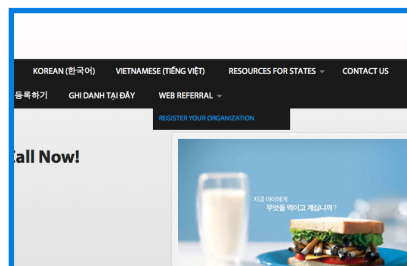 KOREAN (한국어) VIETNAMESE (TIẾNG VIỆT) RESOURCES FOR STATES CONTACT US
등록하기 GHI DANH TẠI ĐÂY WEB REFERRAL
REGISTER YOUR ORGANIZATION
Call Now!
지금 아이에게
무엇을 먹이고 계십니까?